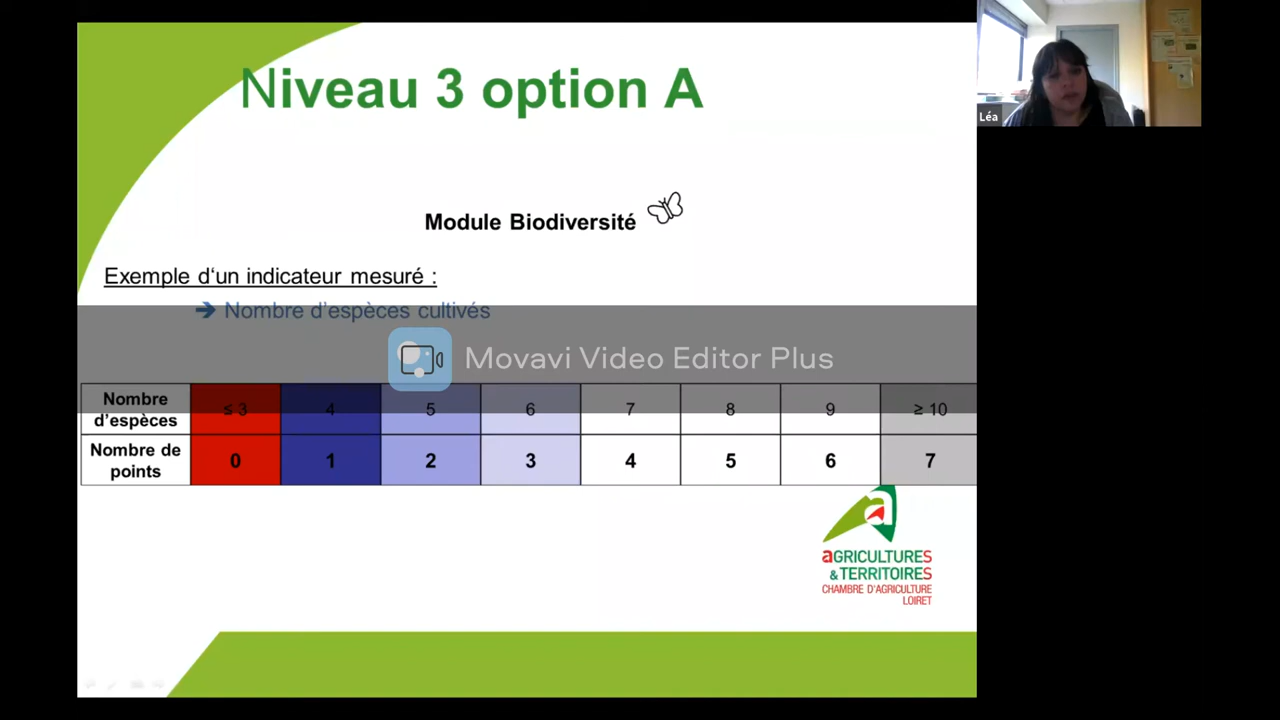 Niveau 3 option A
Léa
Module Biodiversité
Exemple d'un indicateur mesuré :
➔ Nombre d'espèces cultivés
Movavi Video Editor Plus
Nombre d'espèces ≤ 3 4 5 6 7 8 9 ≥ 10
Nombre de points 0 1 2 3 4 5 6 7
a
aGRICULTURES
& TERRITOIRES
CHAMBRE D'AGRICULTURE
LOIRET